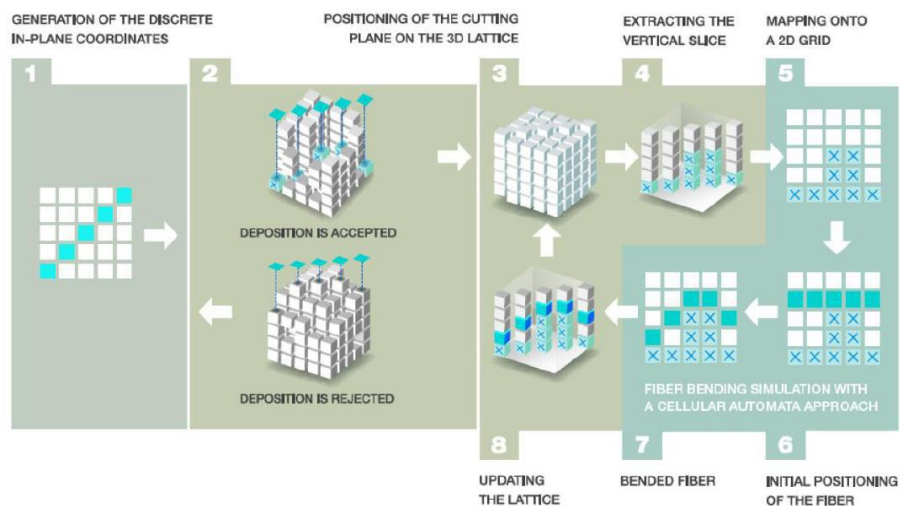 GENERATION OF THE DISCRETE
IN-PLANE COORDINATES
POSITIONING OF THE CUTTING
PLANE ON THE 3D LATTICE
EXTRACTING THE
VERTICAL SLICE
MAPPING ONTO
A 2D GRID
1
2
3
4
5
DEPOSITION IS ACCEPTED
DEPOSITION IS REJECTED
FIBER BENDING SIMULATION WITH
A CELLULAR AUTOMATA APPROACH
8
7
6
UPDATING
THE LATTICE
BENDED FIBER
INITIAL POSITIONING
OF THE FIBER